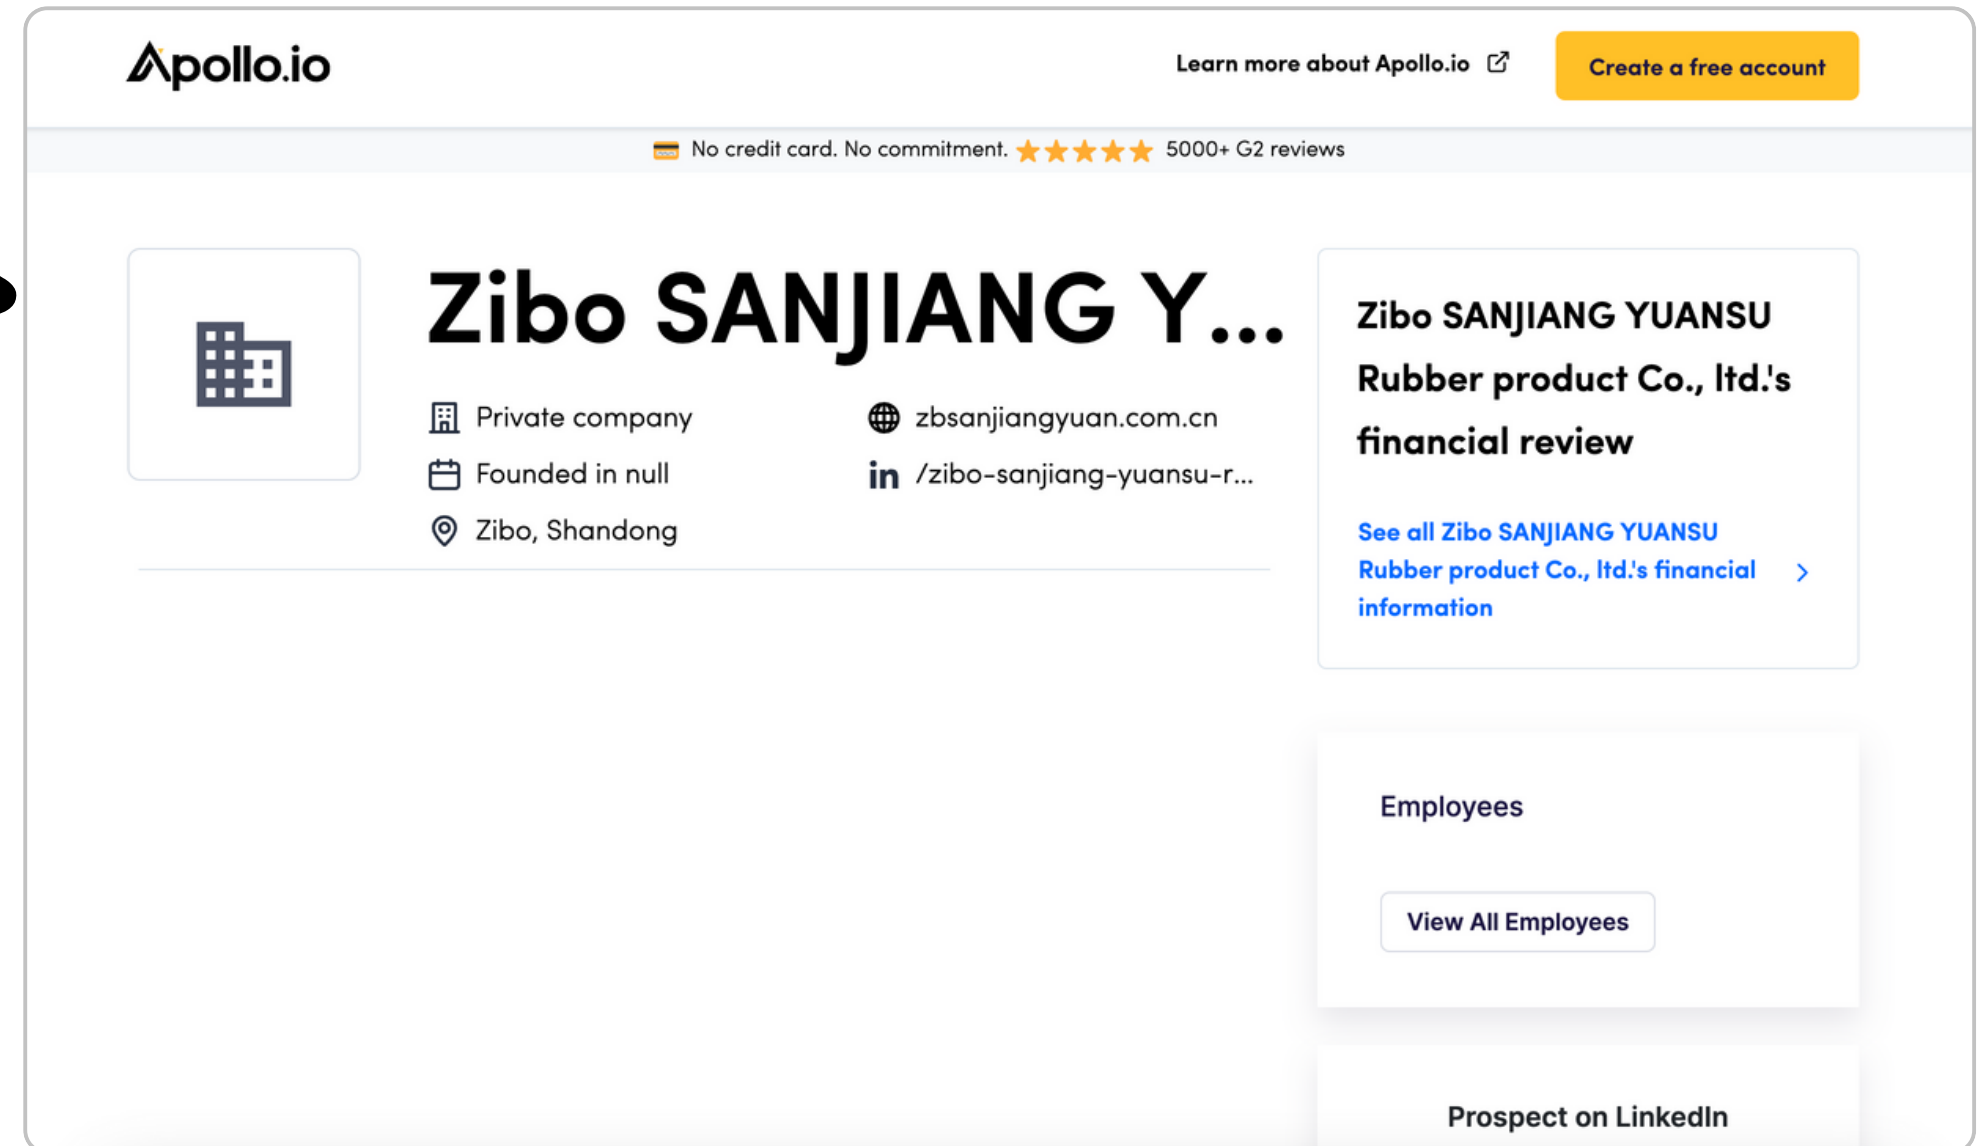 Apollo.io
Learn more about Apollo.io
Create a free account
No credit card. No commitment.
5000+ G2 reviews
Zibo SANJIANG Y...
Private company
zbsanjiangyuan.com.cn
Founded in null
in /zibo-sanjiang-yuansu-r...
Zibo, Shandong
Zibo SANJIANG YUANSU
Rubber product Co., ltd.'s
financial review
See all Zibo SANJIANG YUANSU
Rubber product Co., ltd.'s financial
information
Employees
View All Employees
Prospect on LinkedIn